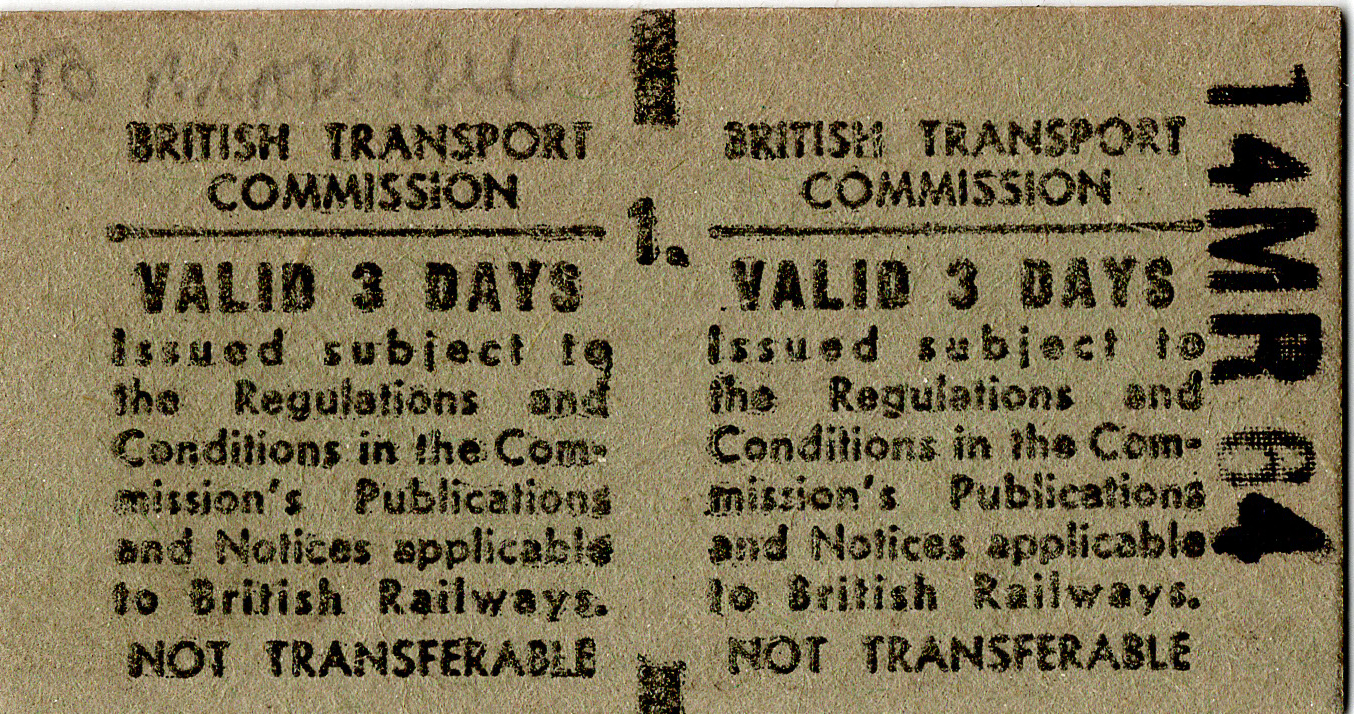 TO
BRITISH TRANSPORT
COMMISSION
VALID 3 DAYS
Issued subject to
the Regulations and
Conditions in the Com-
mission's Publications
and Notices applicable
to British Railways.
NOT TRANSFERABLE
1.
BRITISH TRANSPORT
COMMISSION
VALID 3 DAYS
Issued subject to
the Regulations and
Conditions in the Com-
mission's Publications
and Notices applicable
to British Railways.
NOT TRANSFERABLE
14MR64